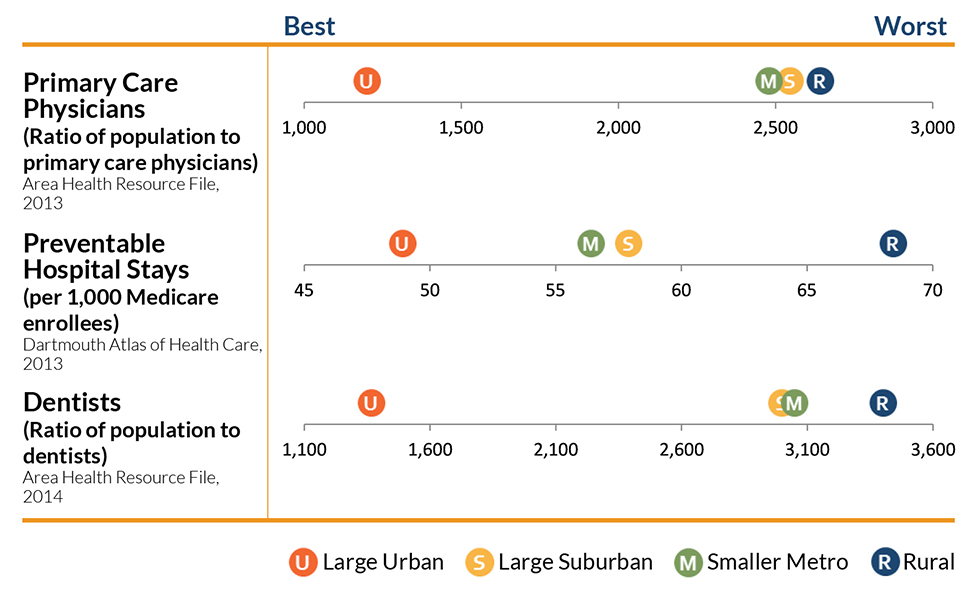 Best Worst
Primary Care
Physicians
(Ratio of population to
primary care physicians)
Area Health Resource File,
2013
U M S R
1,000 1,500 2,000 2,500 3,000
Preventable
Hospital Stays
(per 1,000 Medicare
enrollees)
Dartmouth Atlas of Health Care,
2013
U M S R
45 50 55 60 65 70
Dentists
(Ratio of population to
dentists)
Area Health Resource File,
2014
U S M R
1,100 1,600 2,100 2,600 3,100 3,600
U Large Urban S Large Suburban M Smaller Metro R Rural